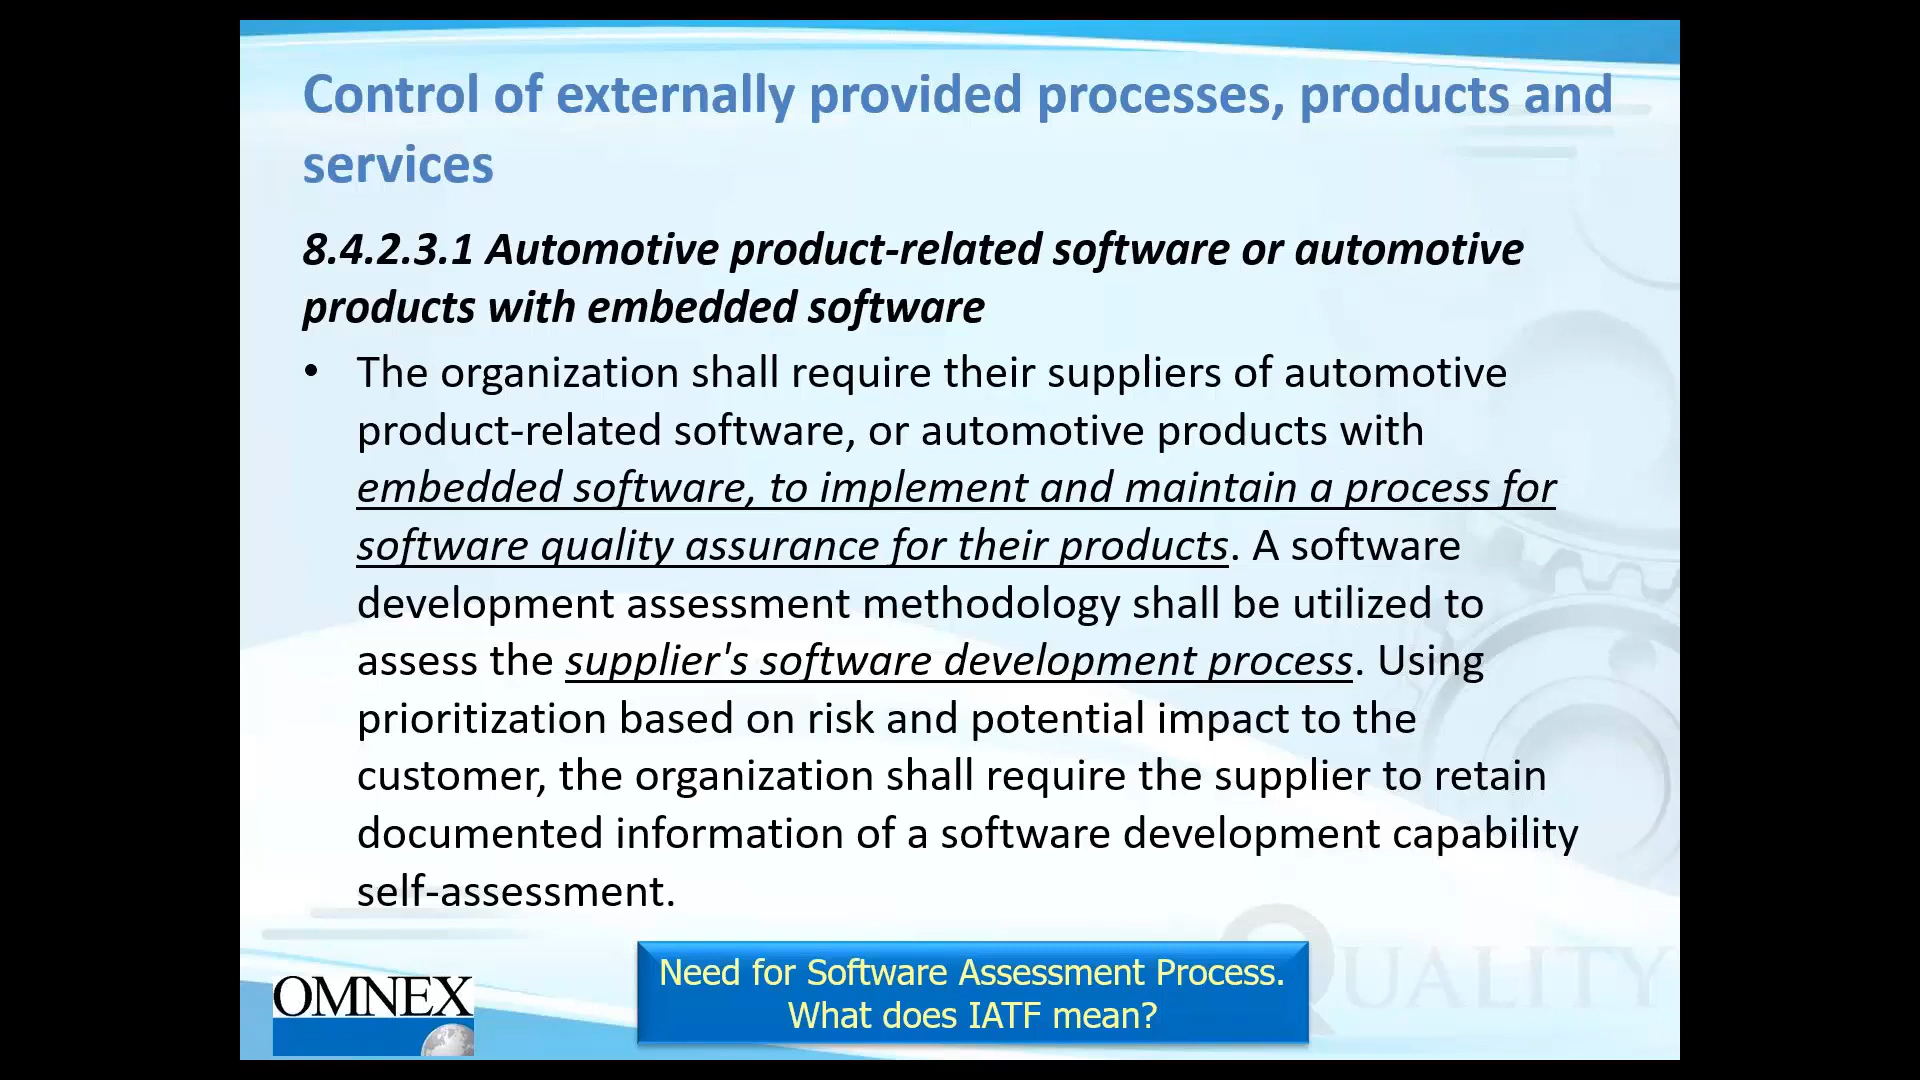 Control of externally provided processes, products and
services
8.4.2.3.1 Automotive product-related software or automotive
products with embedded software
• The organization shall require their suppliers of automotive
product-related software, or automotive products with
embedded software, to implement and maintain a process for
software quality assurance for their products. A software
development assessment methodology shall be utilized to
assess the supplier's software development process. Using
prioritization based on risk and potential impact to the
customer, the organization shall require the supplier to retain
documented information of a software development capability
self-assessment.
OMNEX
Need for Software Assessment Process.
What does IATF mean?
QUALITY